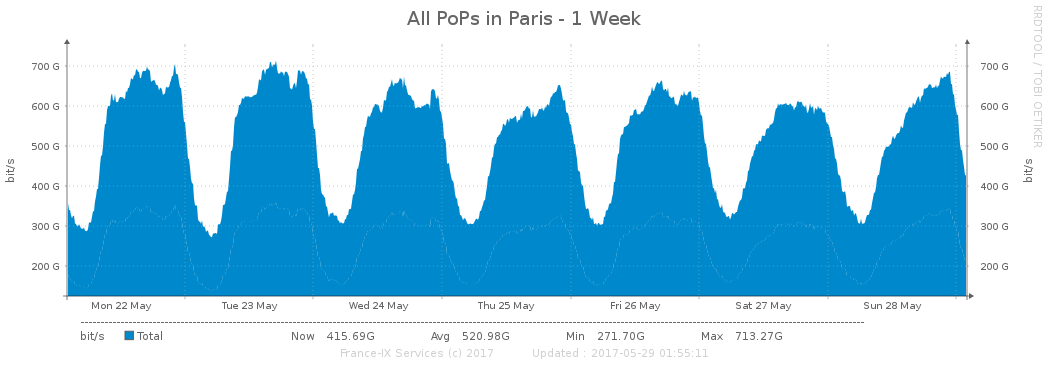 All PoPs in Paris - 1 Week
RRDTOOL / TOBI OETIKER
bit/s
700 G
600 G
500 G
400 G
300 G
200 G
700 G
600 G
500 G
400 G
300 G
200 G
bit/s
Mon 22 May Tue 23 May Wed 24 May Thu 25 May Fri 26 May Sat 27 May Sun 28 May
bit/s Total Now 415.69G Avg 520.98G Min 271.70G Max 713.27G
France-IX Services (c) 2017 Updated : 2017-05-29 01:55:11